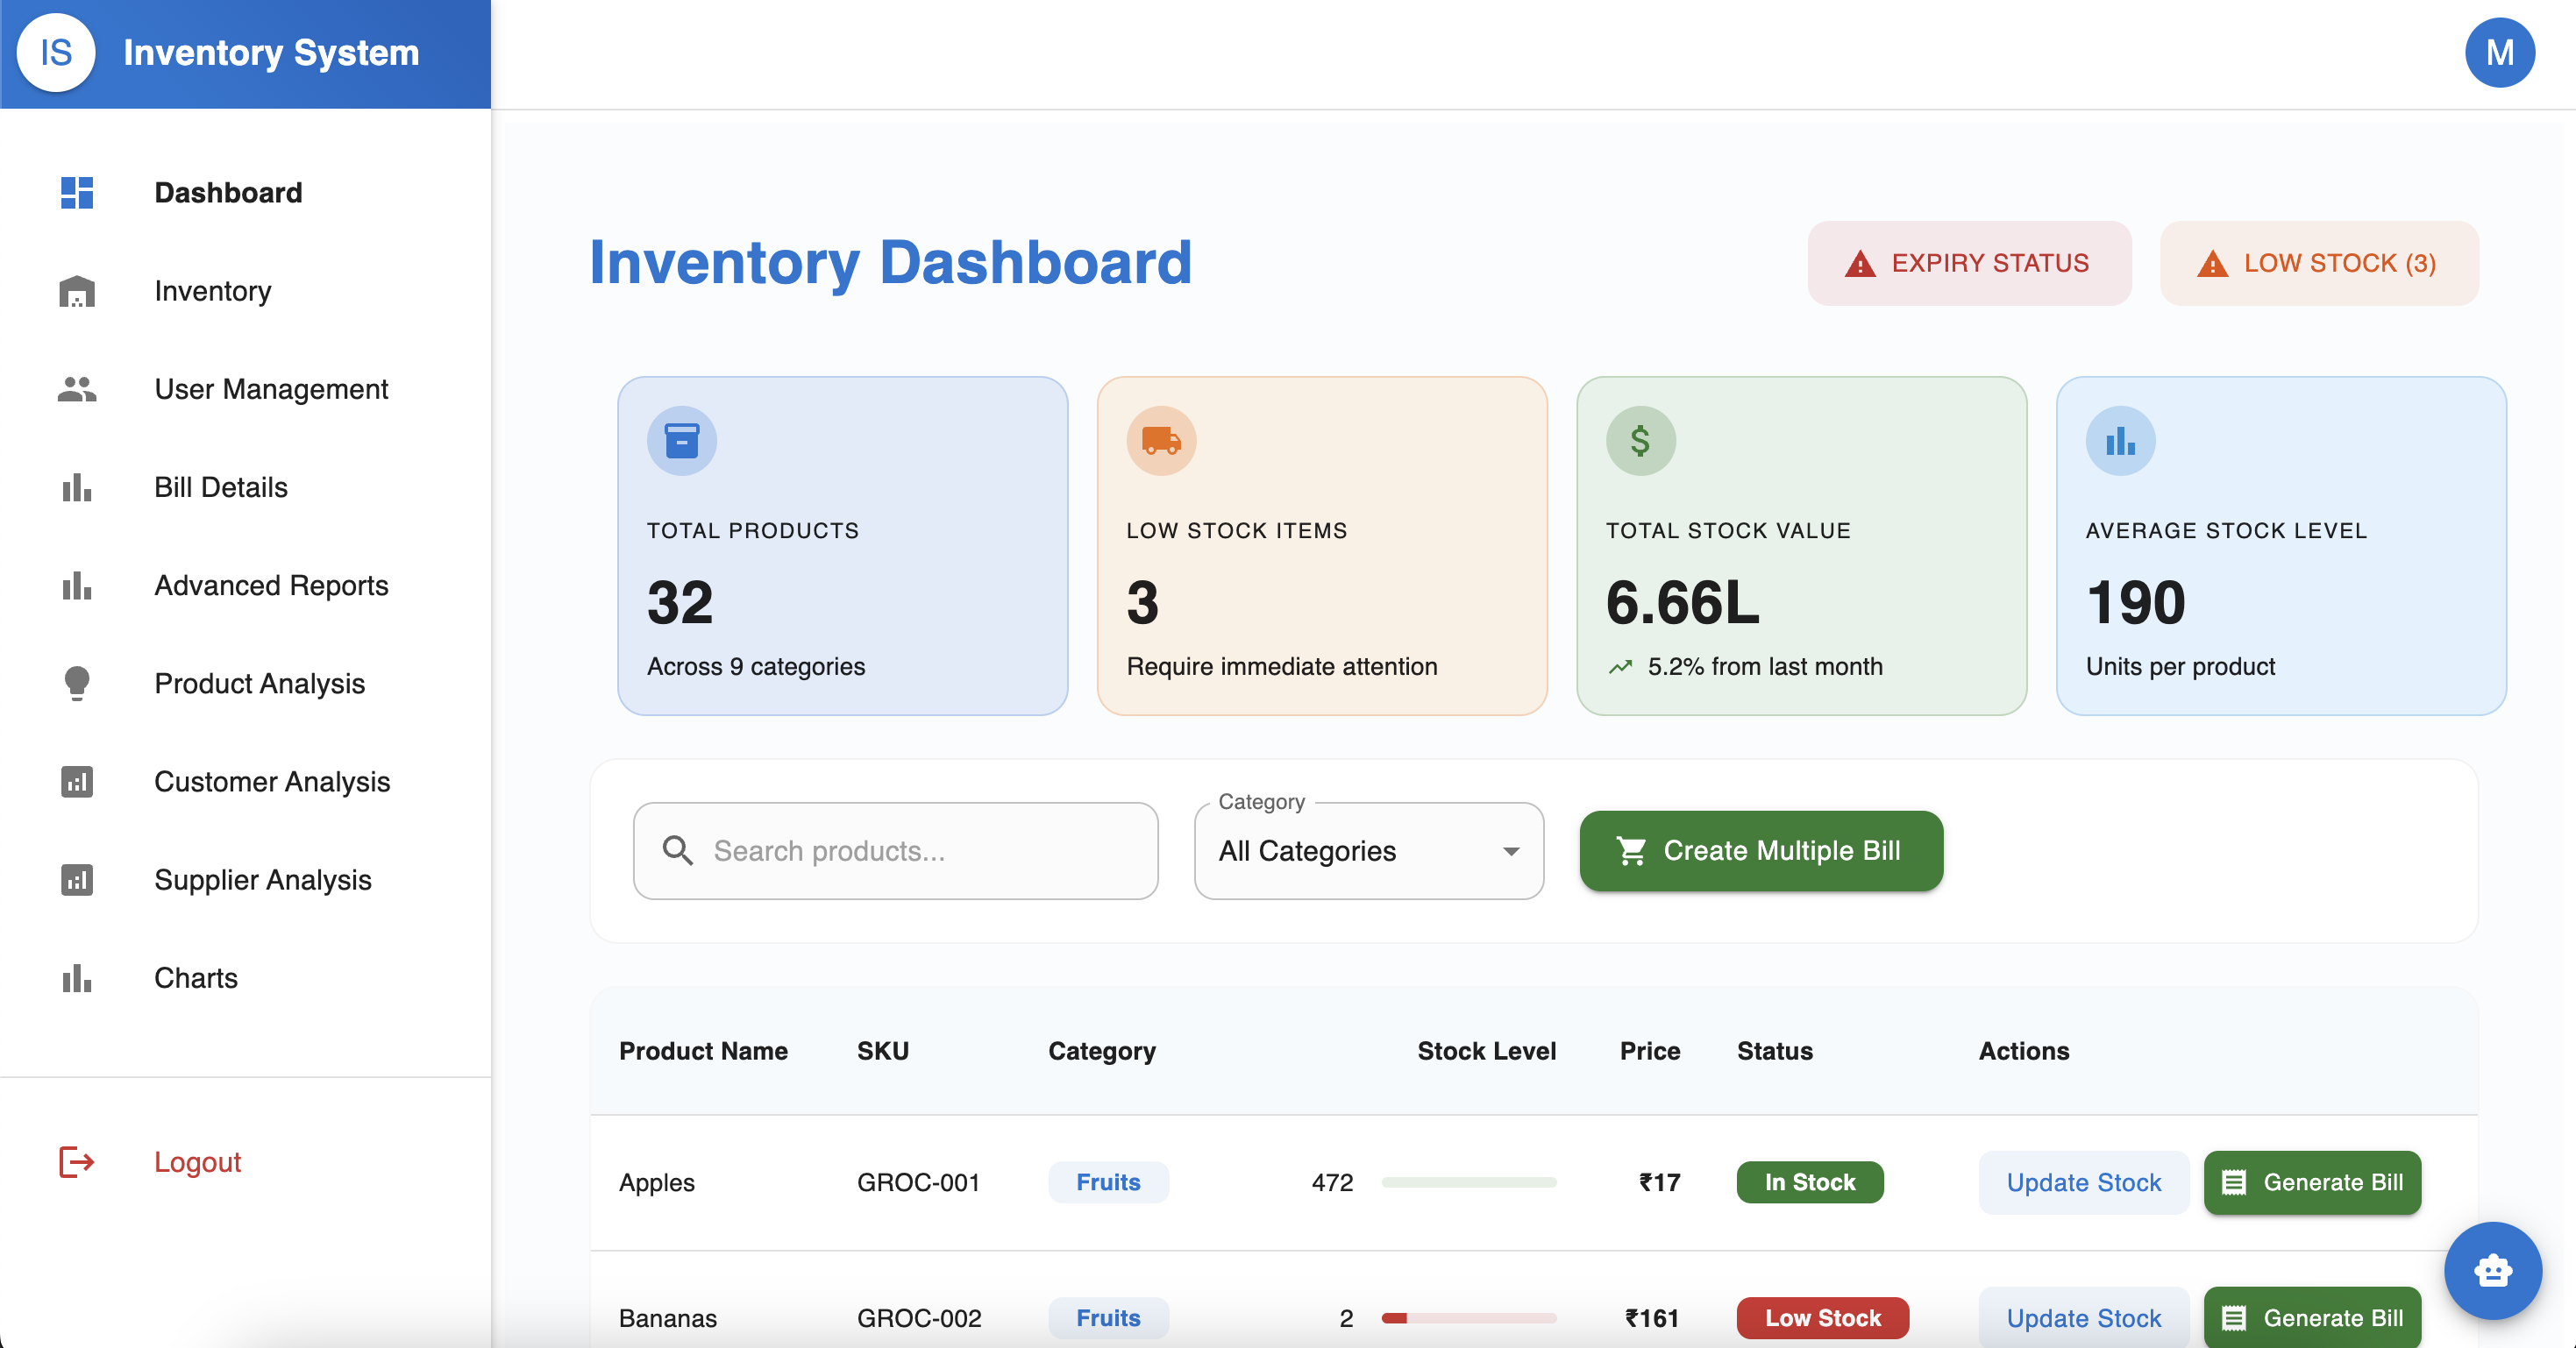 IS
Inventory System
M
Dashboard
Inventory
User Management
Bill Details
Advanced Reports
Product Analysis
Customer Analysis
Supplier Analysis
Charts
Logout
Inventory Dashboard
EXPIRY STATUS
LOW STOCK (3)
TOTAL PRODUCTS
32
Across 9 categories
LOW STOCK ITEMS
3
Require immediate attention
TOTAL STOCK VALUE
6.66L
5.2% from last month
AVERAGE STOCK LEVEL
190
Units per product
Search products...
Category
All Categories
Create Multiple Bill
Product Name SKU Category Stock Level Price Status Actions
Apples GROC-001 Fruits 472 ₹17 In Stock Update Stock Generate Bill
Bananas GROC-002 Fruits 2 ₹161 Low Stock Update Stock Generate Bill